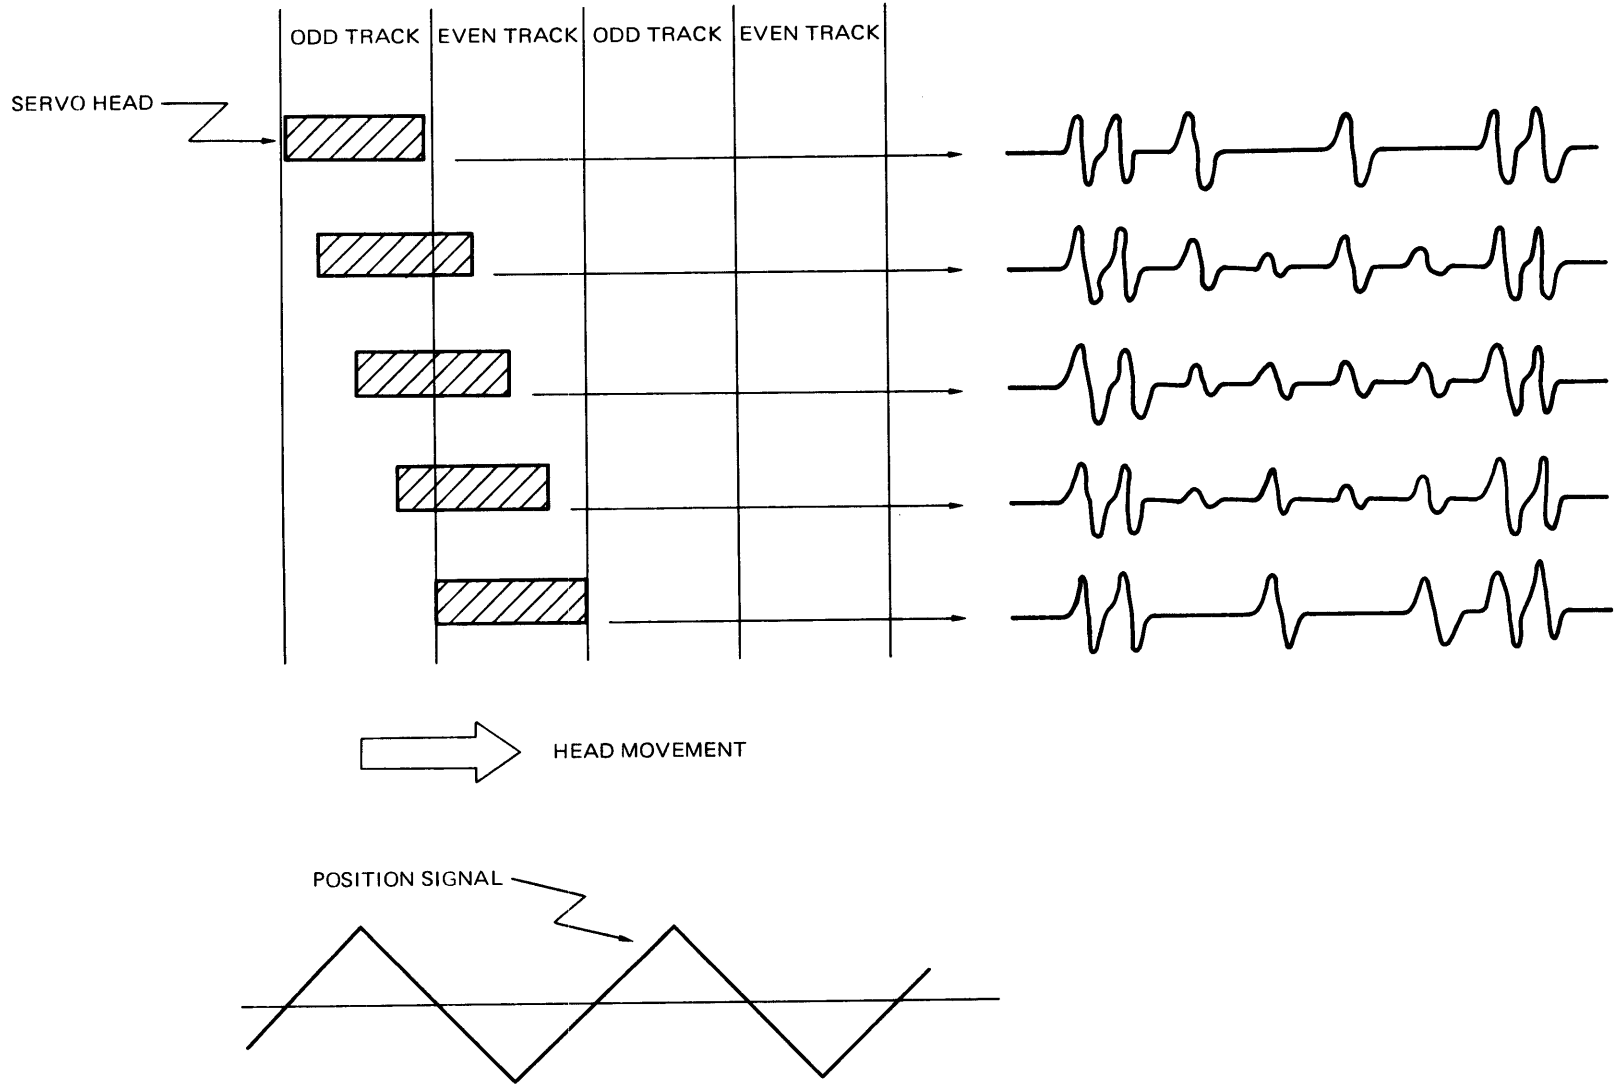 ODD TRACK EVEN TRACK ODD TRACK EVEN TRACK
SERVO HEAD
HEAD MOVEMENT
POSITION SIGNAL